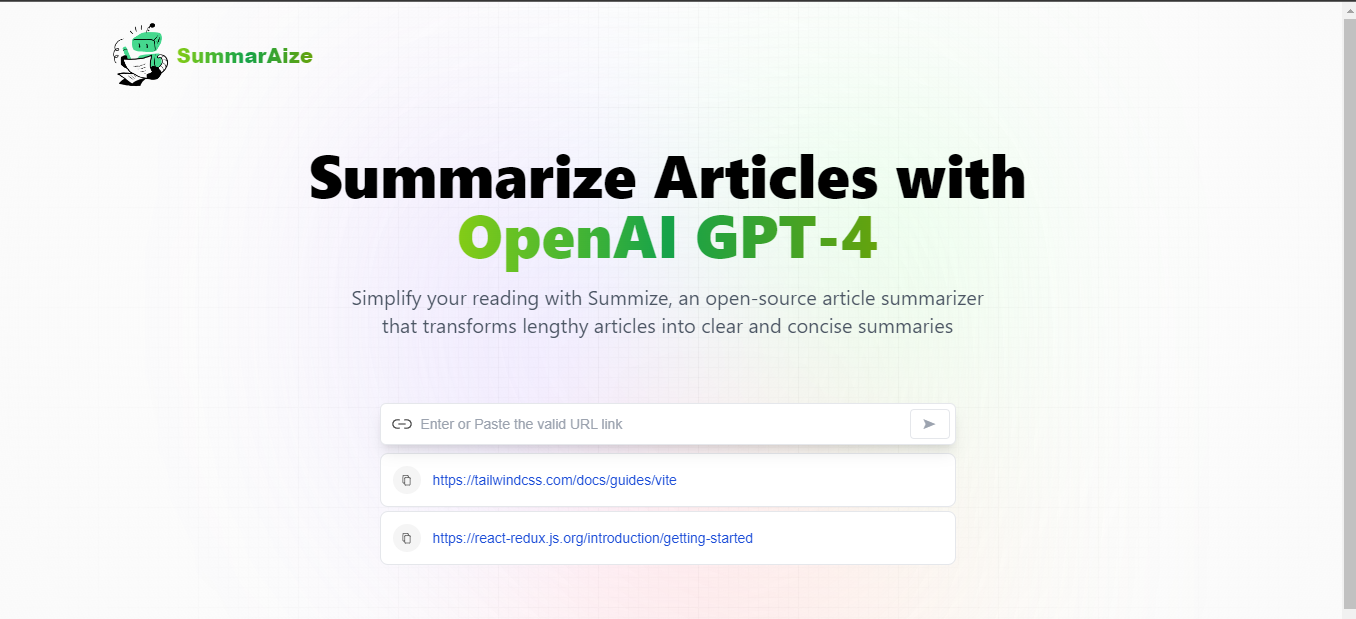 SummarAize
Summarize Articles with
OpenAI GPT-4
Simplify your reading with Summize, an open-source article summarizer
that transforms lengthy articles into clear and concise summaries
Enter or Paste the valid URL link
https://tailwindcss.com/docs/guides/vite
https://react-redux.js.org/introduction/getting-started